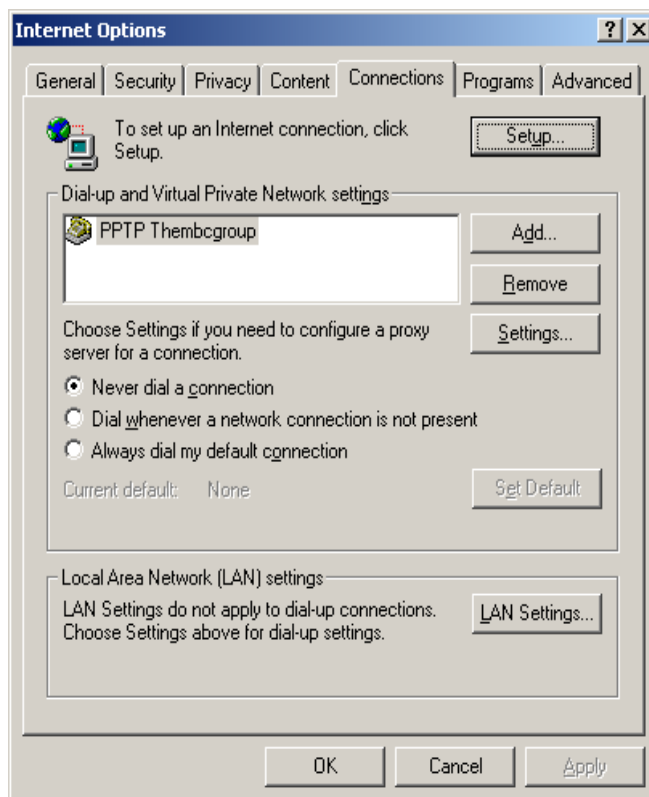 Internet Options
General Security Privacy Content Connections Programs Advanced
To set up an Internet connection, click
Setup.
Setup...
Dial-up and Virtual Private Network settings
PPTP Thembcgroup
Add...
Remove
Choose Settings if you need to configure a proxy
server for a connection.
Settings...
Never dial a connection
Dial whenever a network connection is not present
Always dial my default connection
Current default: None
Set Default
Local Area Network (LAN) settings
LAN Settings do not apply to dial-up connections.
Choose Settings above for dial-up settings.
LAN Settings...
OK Cancel Apply